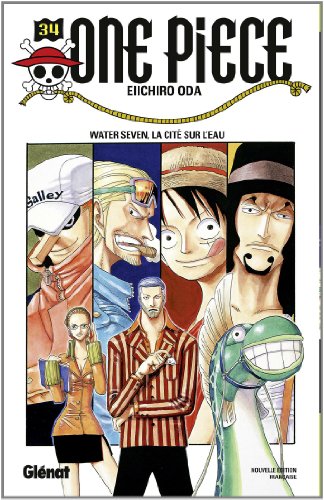 34
ONE PIECE
EIICHIRO ODA
WATER SEVEN, LA CITÉ SUR L'EAU
Galley
Glénat
NOUVELLE ÉDITION
FRANÇAISE